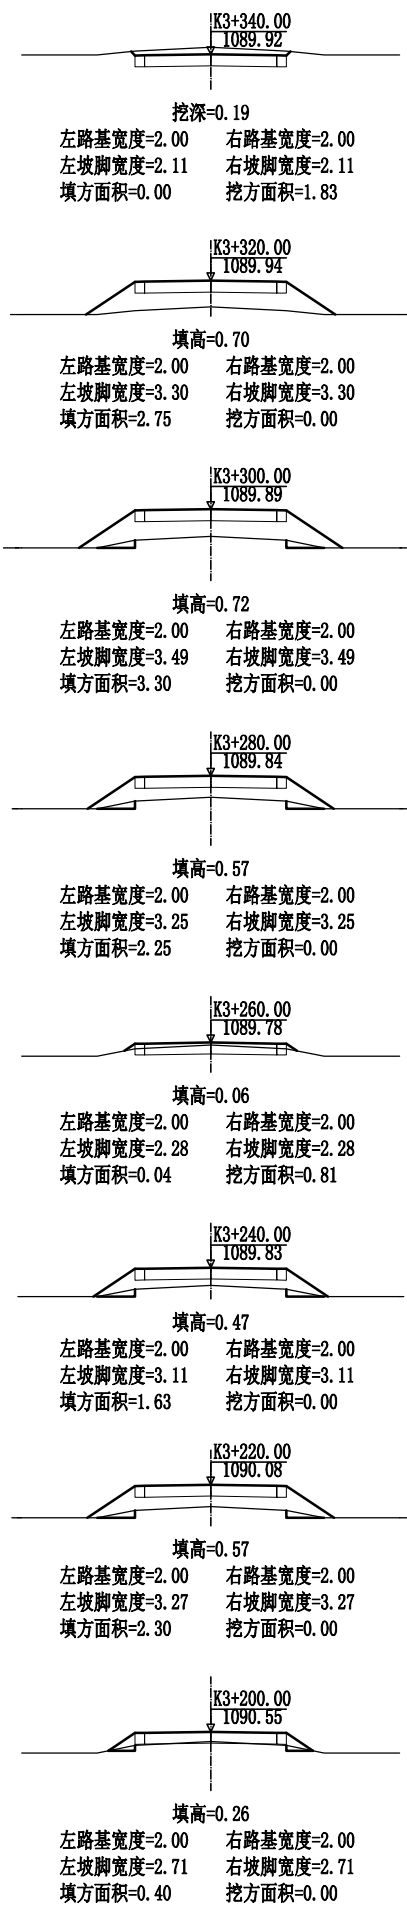 K3+340.00
1089.92
挖深=0.19
左路基宽度=2.00 右路基宽度=2.00
左坡脚宽度=2.11 右坡脚宽度=2.11
填方面积=0.00 挖方面积=1.83
K3+320.00
1089.94
填高=0.70
左路基宽度=2.00 右路基宽度=2.00
左坡脚宽度=3.30 右坡脚宽度=3.30
填方面积=2.75 挖方面积=0.00
K3+300.00
1089.89
填高=0.72
左路基宽度=2.00 右路基宽度=2.00
左坡脚宽度=3.49 右坡脚宽度=3.49
填方面积=3.30 挖方面积=0.00
K3+280.00
1089.84
填高=0.57
左路基宽度=2.00 右路基宽度=2.00
左坡脚宽度=3.25 右坡脚宽度=3.25
填方面积=2.25 挖方面积=0.00
K3+260.00
1089.78
填高=0.06
左路基宽度=2.00 右路基宽度=2.00
左坡脚宽度=2.28 右坡脚宽度=2.28
填方面积=0.04 挖方面积=0.81
K3+240.00
1089.83
填高=0.47
左路基宽度=2.00 右路基宽度=2.00
左坡脚宽度=3.11 右坡脚宽度=3.11
填方面积=1.63 挖方面积=0.00
K3+220.00
1090.08
填高=0.57
左路基宽度=2.00 右路基宽度=2.00
左坡脚宽度=3.27 右坡脚宽度=3.27
填方面积=2.30 挖方面积=0.00
K3+200.00
1090.55
填高=0.26
左路基宽度=2.00 右路基宽度=2.00
左坡脚宽度=2.71 右坡脚宽度=2.71
填方面积=0.40 挖方面积=0.00